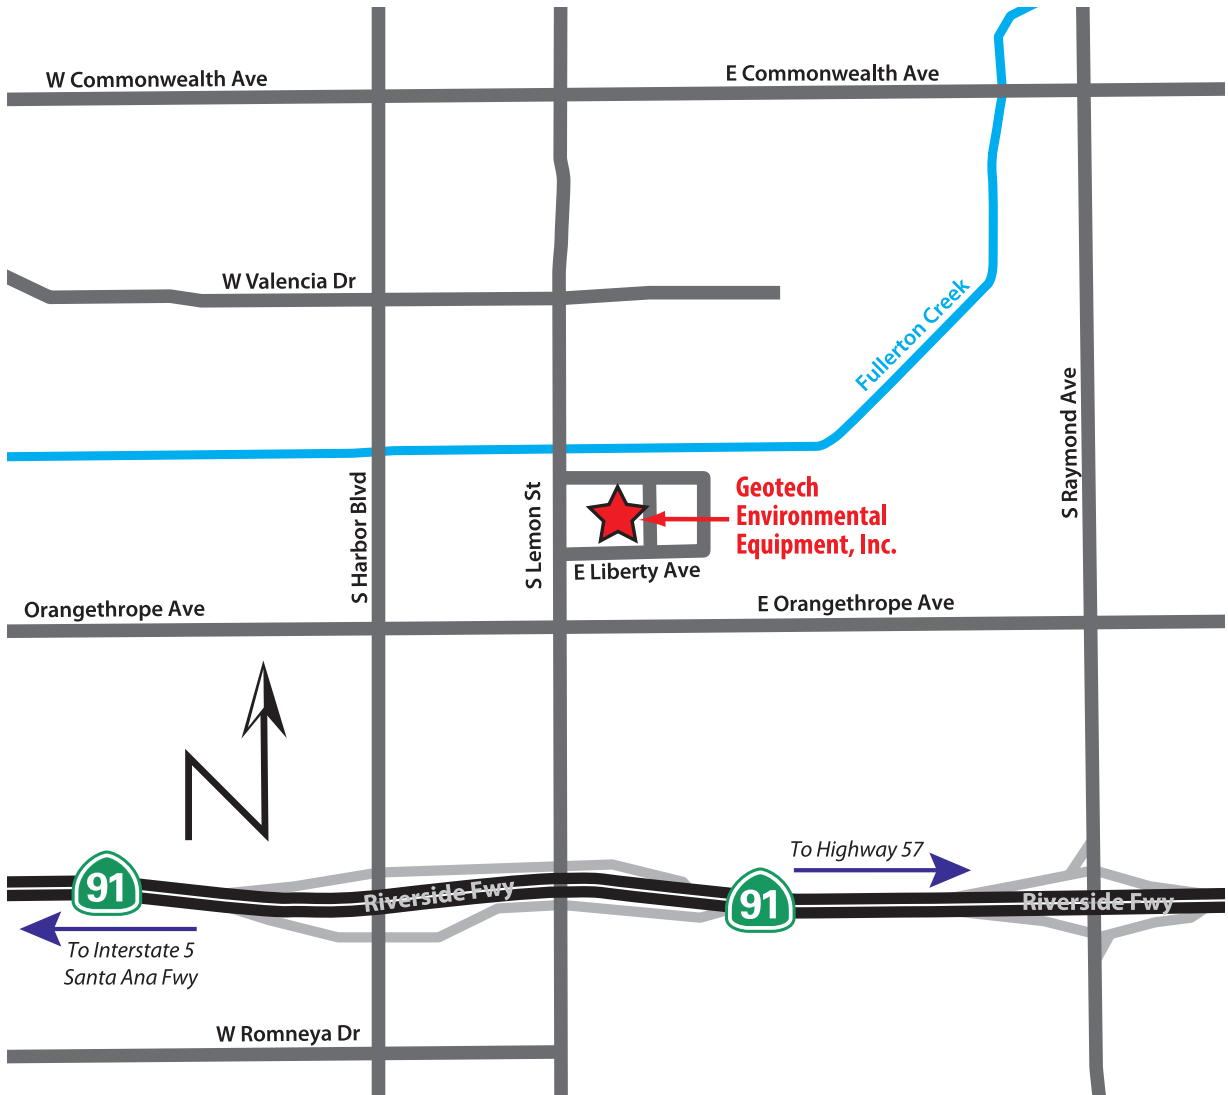 W Commonwealth Ave
E Commonwealth Ave
W Valencia Dr
Fullerton Creek
S Raymond Ave
S Harbor Blvd
S Lemon St
Geotech
Environmental
Equipment, Inc.
E Liberty Ave
Orangethrope Ave
E Orangethrope Ave
N
To Highway 57
91
Riverside Fwy
91
Riverside Fwy
To Interstate 5
Santa Ana Fwy
W Romneya Dr